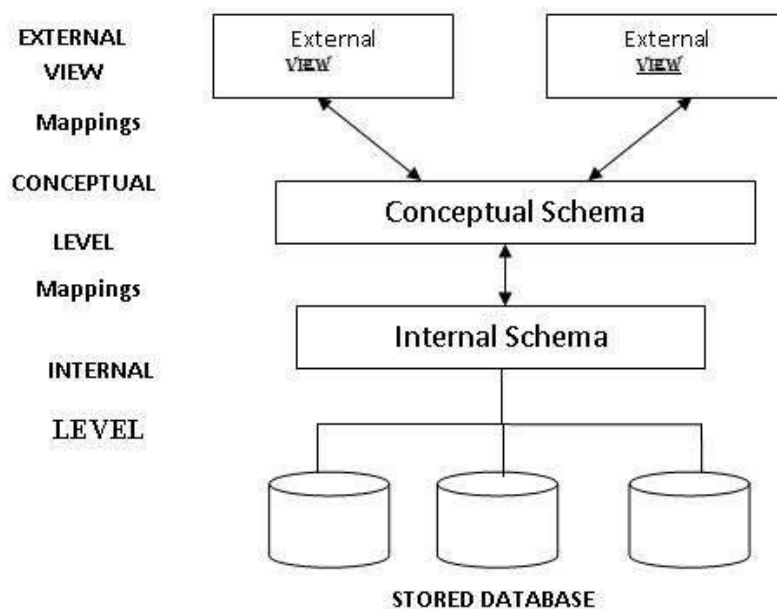 EXTERNAL
VIEW
External
VIEW
External
VIEW
Mappings
CONCEPTUAL
Conceptual Schema
LEVEL
Mappings
Internal Schema
INTERNAL
LEVEL
STORED DATABASE